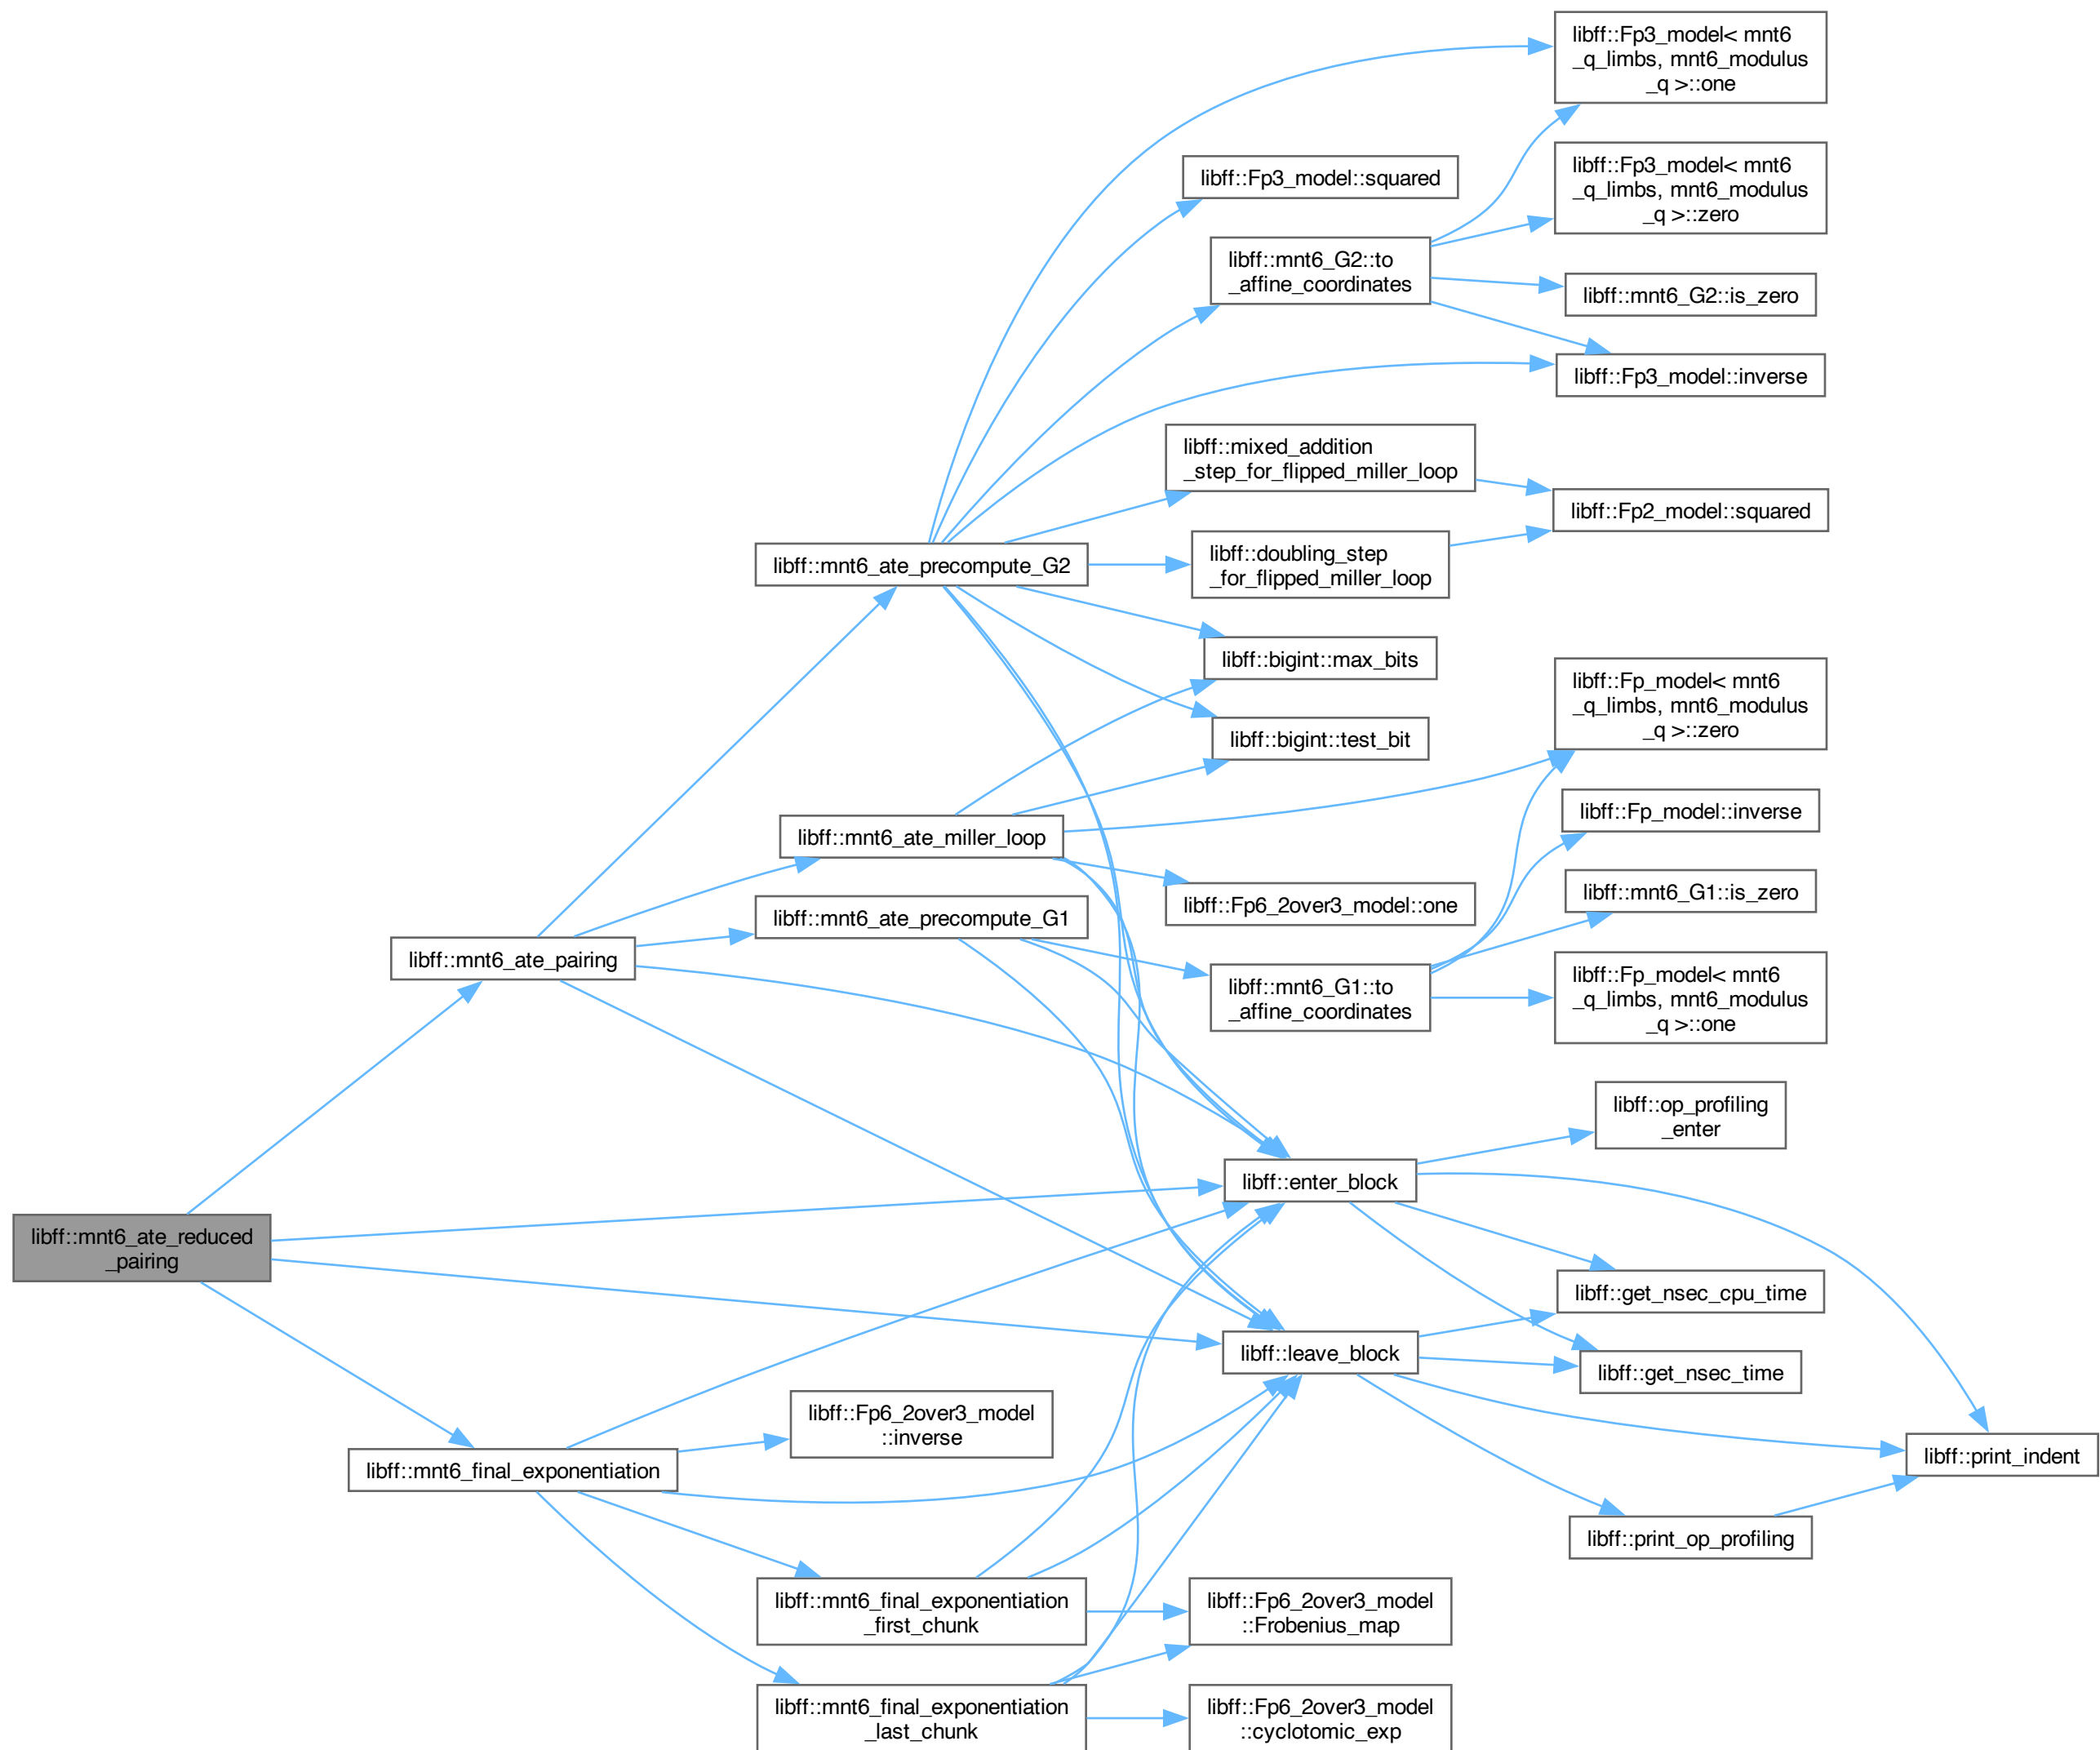 libff::Fp3_model< mnt6
_q_limbs, mnt6_modulus
_q >::one
libff::Fp3_model::squared
libff::Fp3_model< mnt6
_q_limbs, mnt6_modulus
_q >::zero
libff::mnt6_G2::to
_affine_coordinates
libff::mnt6_G2::is_zero
libff::Fp3_model::inverse
libff::mixed_addition
_step_for_flipped_miller_loop
libff::Fp2_model::squared
libff::mnt6_ate_precompute_G2
libff::doubling_step
_for_flipped_miller_loop
libff::bigint::max_bits
libff::Fp_model< mnt6
_q_limbs, mnt6_modulus
_q >::zero
libff::bigint::test_bit
libff::mnt6_ate_miller_loop
libff::Fp_model::inverse
libff::Fp6_2over3_model::one
libff::mnt6_G1::is_zero
libff::mnt6_ate_precompute_G1
libff::mnt6_ate_pairing
libff::mnt6_G1::to
_affine_coordinates
libff::Fp_model< mnt6
_q_limbs, mnt6_modulus
_q >::one
libff::op_profiling
_enter
libff::enter_block
libff::mnt6_ate_reduced
_pairing
libff::get_nsec_cpu_time
libff::leave_block
libff::get_nsec_time
libff::Fp6_2over3_model
::inverse
libff::mnt6_final_exponentiation
libff::print_indent
libff::print_op_profiling
libff::mnt6_final_exponentiation
_first_chunk
libff::Fp6_2over3_model
::Frobenius_map
libff::mnt6_final_exponentiation
_last_chunk
libff::Fp6_2over3_model
::cyclotomic_exp